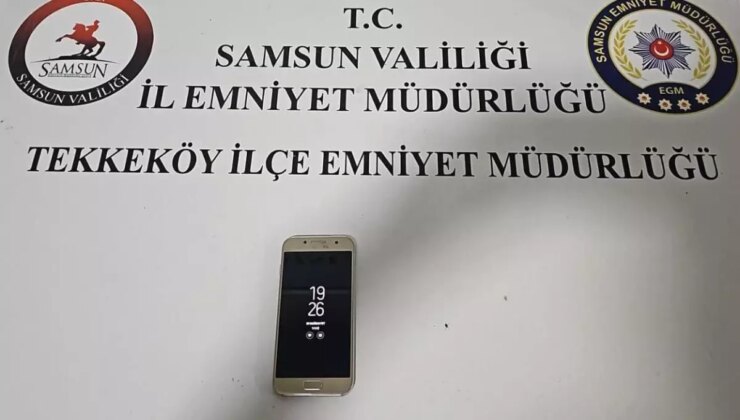 T.C.
SAMSUN VALİLİĞİ
İL EMNİYET MÜDÜRLÜĞÜ
TEKKEKÖY İLÇE EMNİYET MÜDÜRLÜĞÜ
SAMSUN
SAMSUN VALİLİĞİ
SAMSUN EMNİYET MÜDÜRLÜĞÜ
EGM
19
26